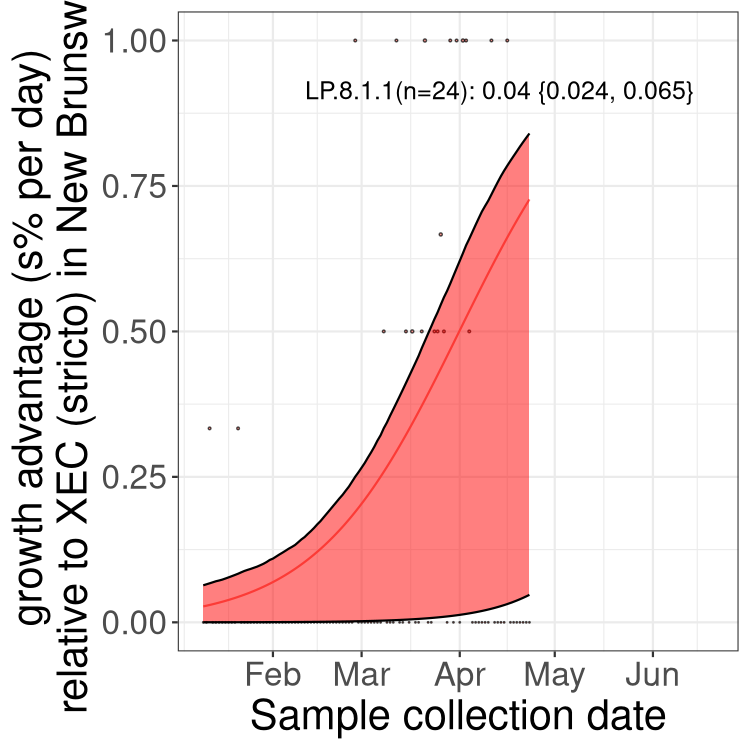 growth advantage (s% per day)
relative to XEC (stricto) in New Brunsw
1.00
0.75
0.50
0.25
0.00
LP.8.1.1(n=24): 0.04 {0.024, 0.065}
Feb Mar Apr May Jun
Sample collection date